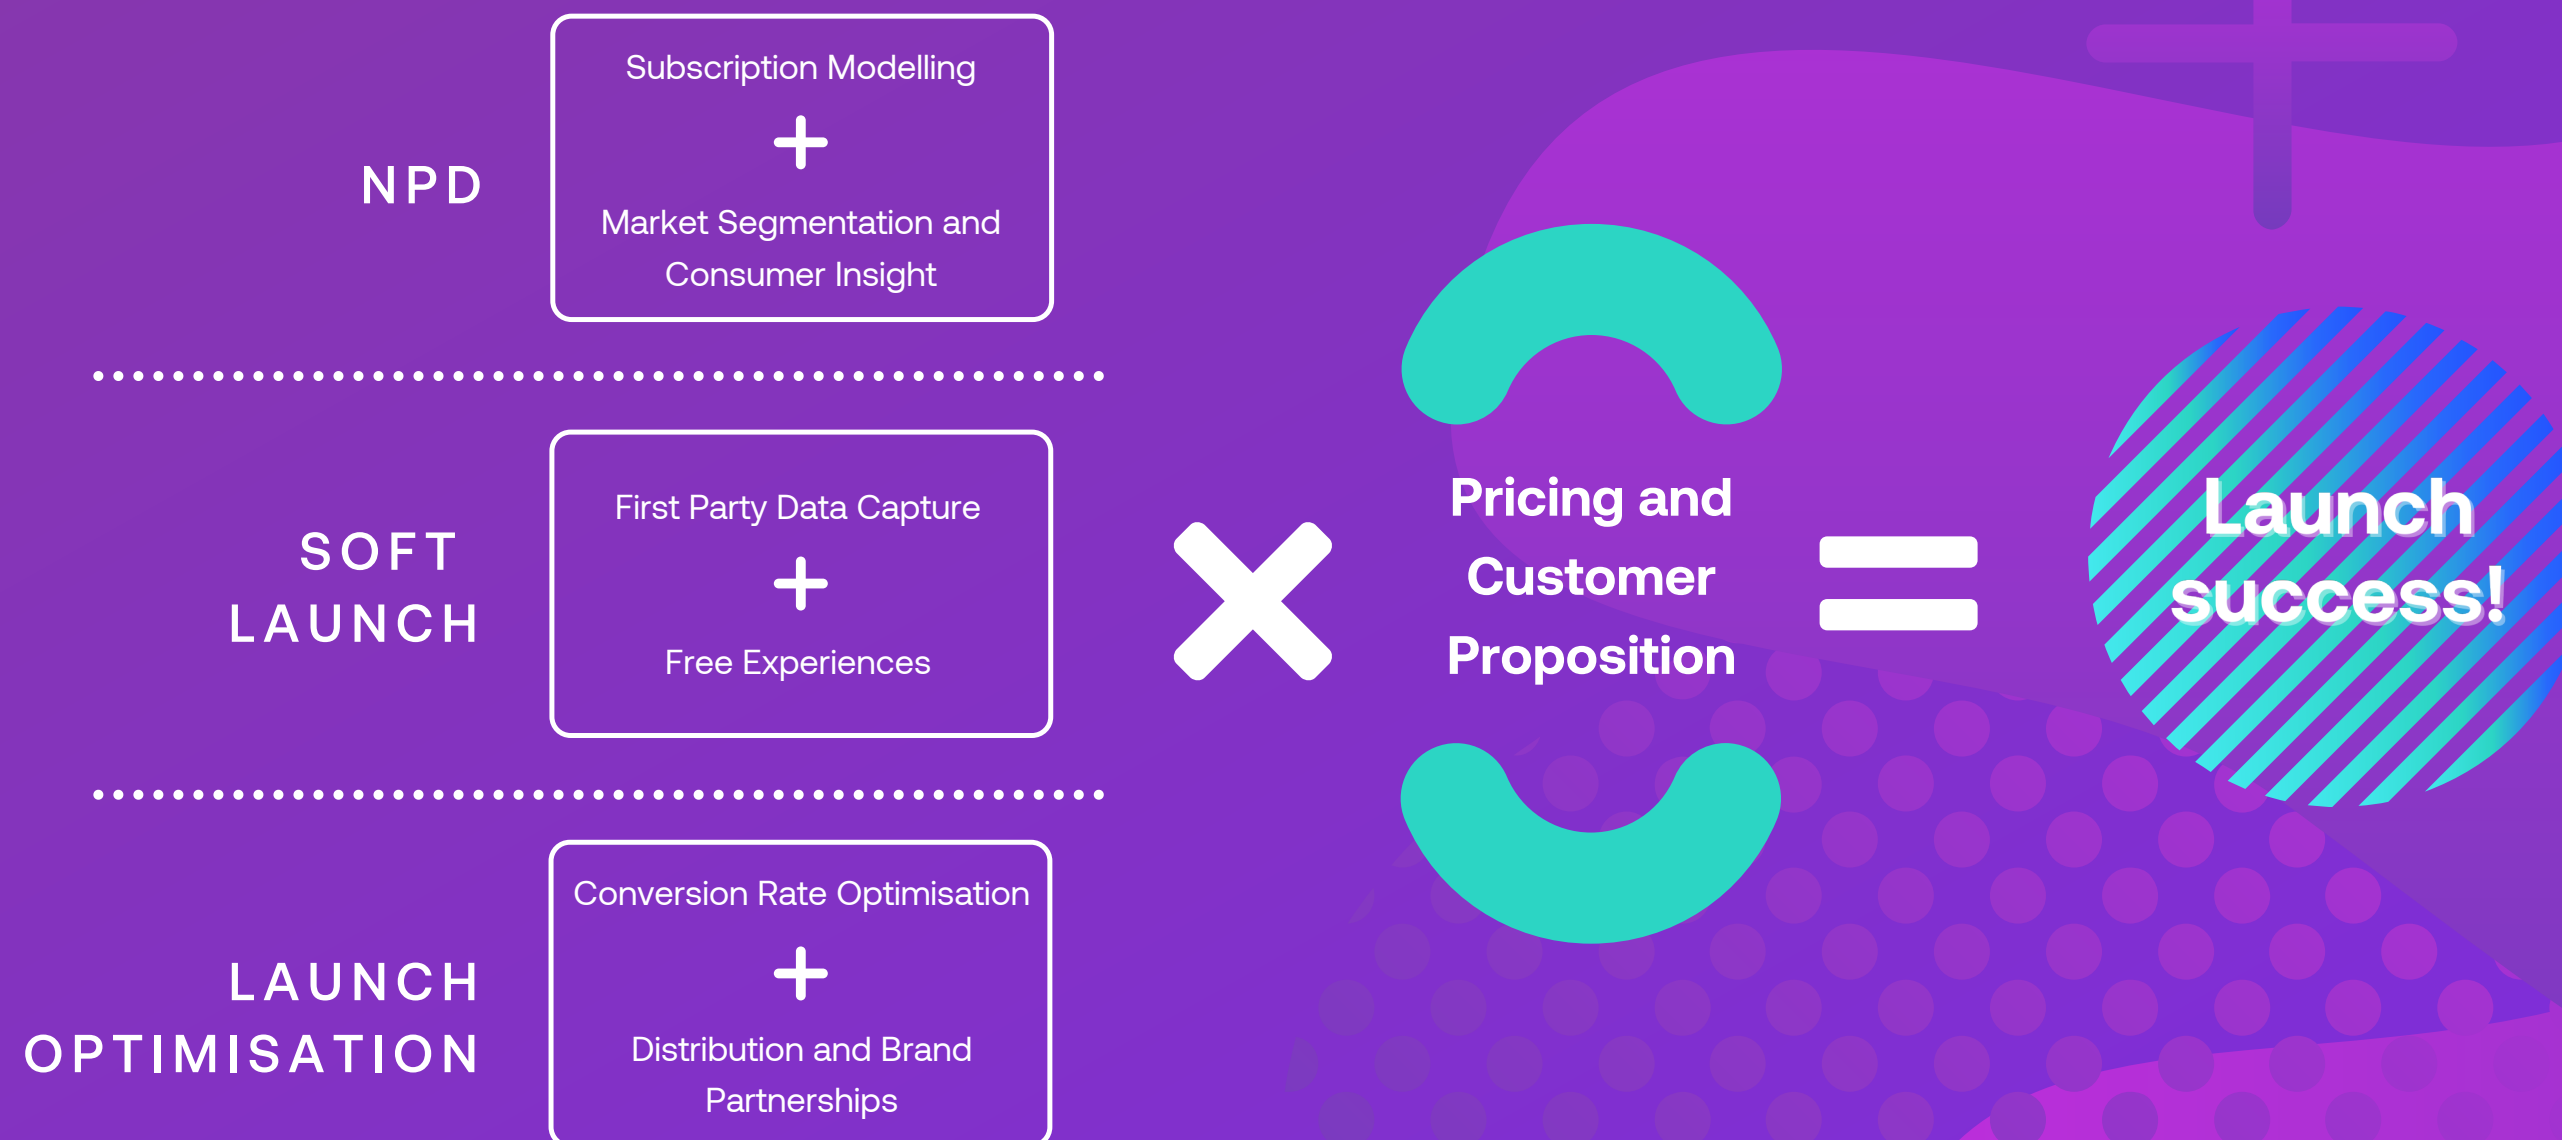 NPD
Subscription Modelling
+
Market Segmentation and
Consumer Insight
SOFT
LAUNCH
First Party Data Capture
+
Free Experiences
LAUNCH
OPTIMISATION
Conversion Rate Optimisation
+
Distribution and Brand
Partnerships
×
Pricing and
Customer
Proposition
=
Launch
success!